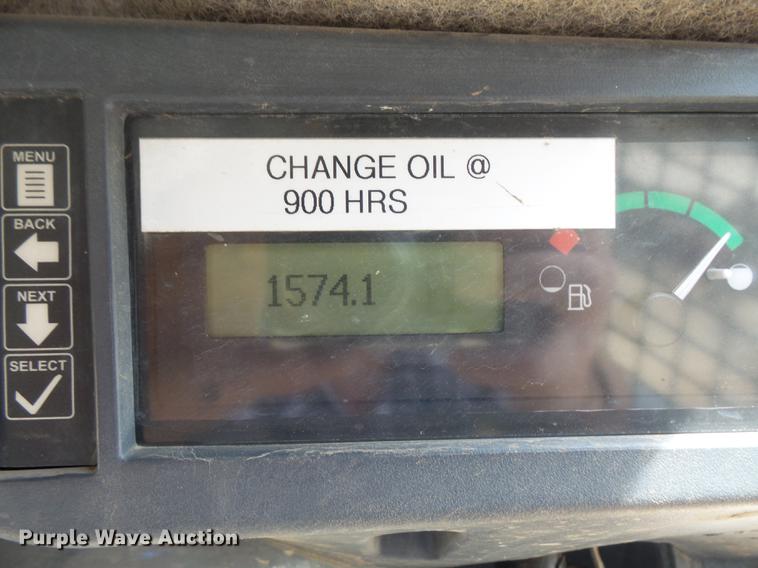 MENU
BACK
NEXT
SELECT
CHANGE OIL @
900 HRS
1574.1
Purple Wave Auction